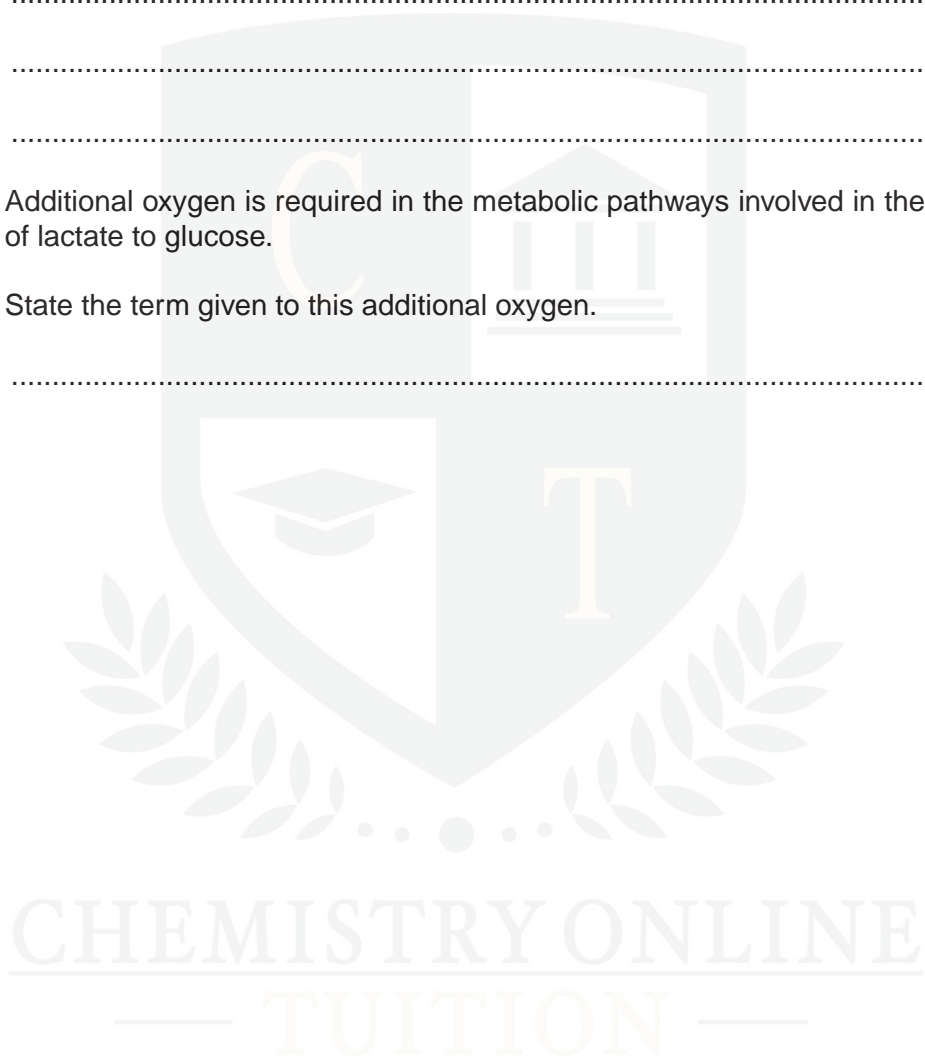 ................................................................................................................
................................................................................................................
................................................................................................................
Additional oxygen is required in the metabolic pathways involved in the
of lactate to glucose.
State the term given to this additional oxygen.
................................................................................................................
C
T
CHEMISTRY ONLINE
TUITION